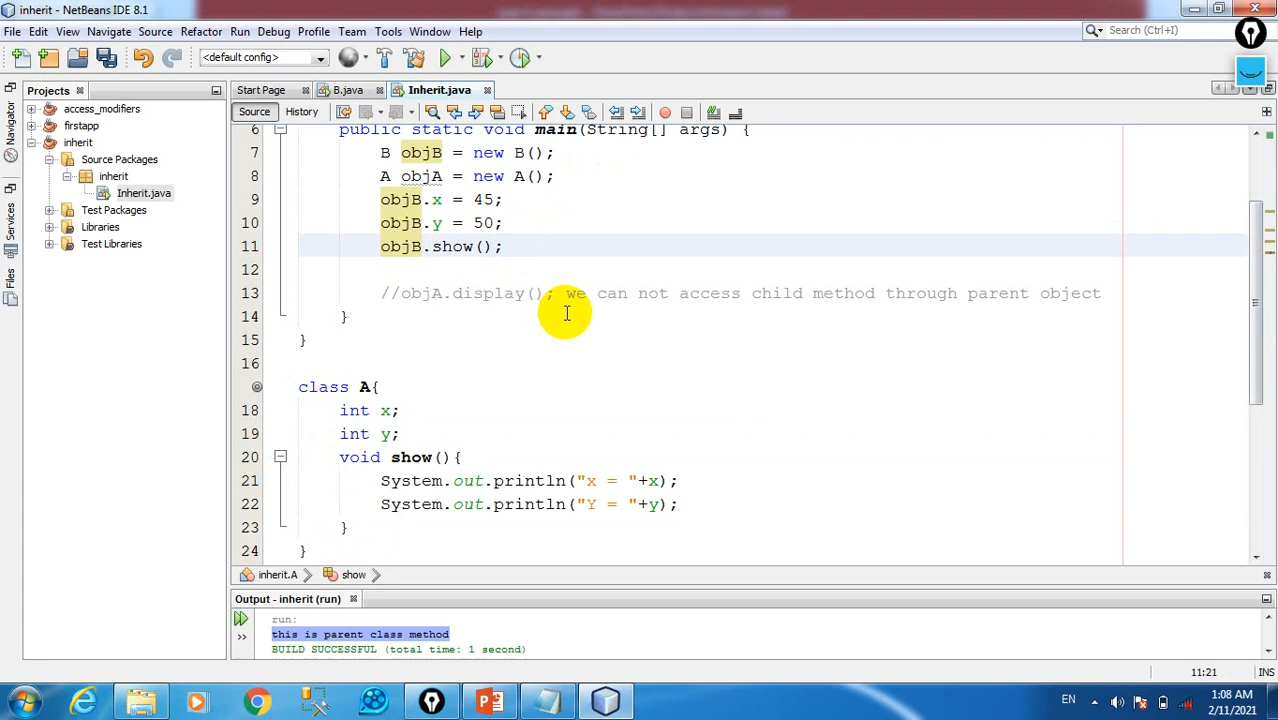 inherit - NetBeans IDE 8.1
File Edit View Navigate Source Refactor Run Debug Profile Team Tools Window Help
Search (Ctrl+I)
<default config>
Projects
Start Page
B.java
Inherit.java
Source
History
Navigator
Services
Files
access_modifiers
firstapp
inherit
Source Packages
inherit
Inherit.java
Test Packages
Libraries
Test Libraries
6 public static void main(String[] args) {
7 B objB = new B();
8 A objA = new A();
9 objB.x = 45;
10 objB.y = 50;
11 objB.show();
12
13 //objA.display(); we can not access child method through parent object
14 }
15 }
16
class A{
18 int x;
19 int y;
20 void show(){
21 System.out.println("x = "+x);
22 System.out.println("Y = "+y);
23 }
24 }
inherit.A
show
Output - inherit (run)
run:
this is parent class method
BUILD SUCCESSFUL (total time: 1 second)
11:21
EN
1:08 AM
2/11/2021